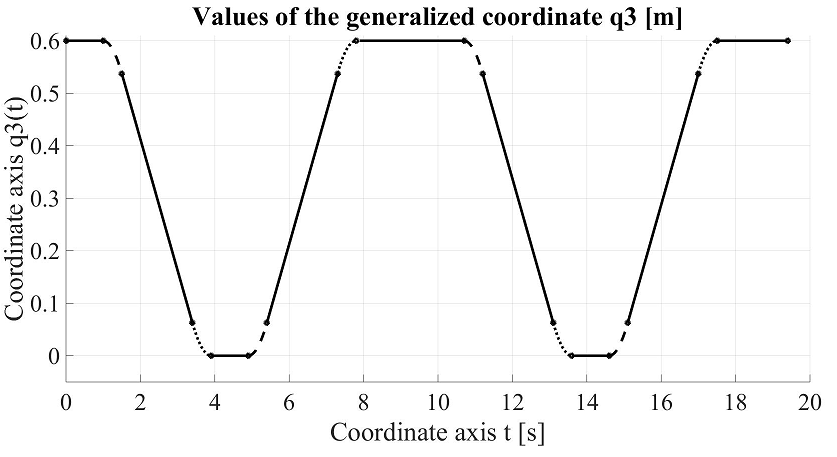 Values of the generalized coordinate q3 [m]
Coordinate axis q3(t)
0.6
0.5
0.4
0.3
0.2
0.1
0
0 2 4 6 8 10 12 14 16 18 20
Coordinate axis t [s]